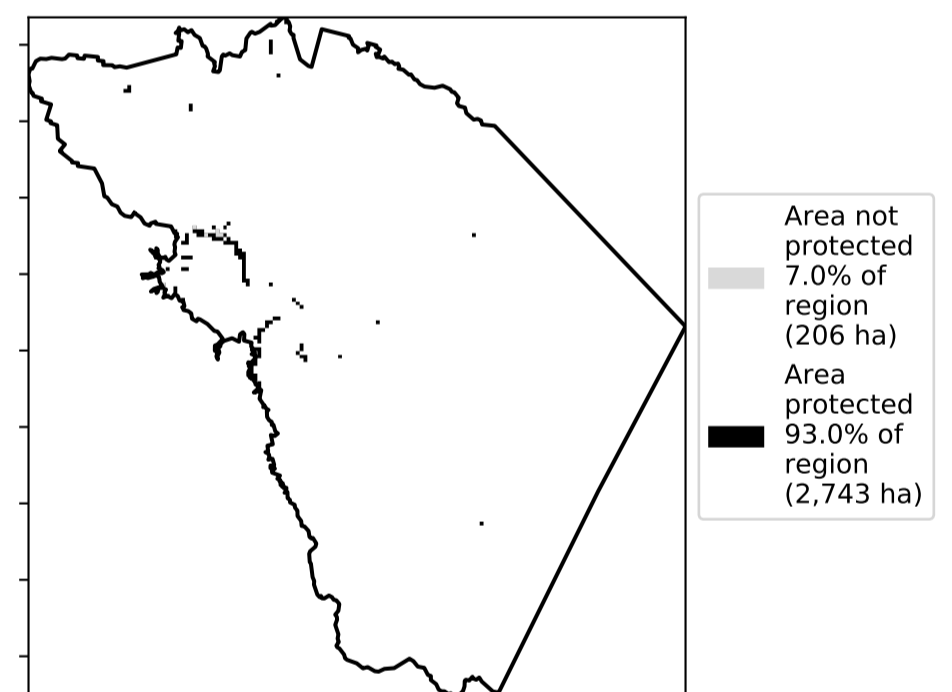 Area not
protected
7.0% of
region
(206 ha)
Area
protected
93.0% of
region
(2,743 ha)